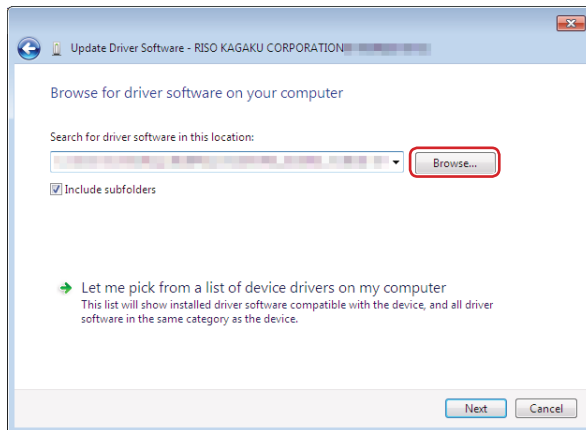 Update Driver Software - RISO KAGAKU CORPORATION
Browse for driver software on your computer
Search for driver software in this location:
Browse...
Include subfolders
Let me pick from a list of device drivers on my computer
This list will show installed driver software compatible with the device, and all driver
software in the same category as the device.
Next
Cancel